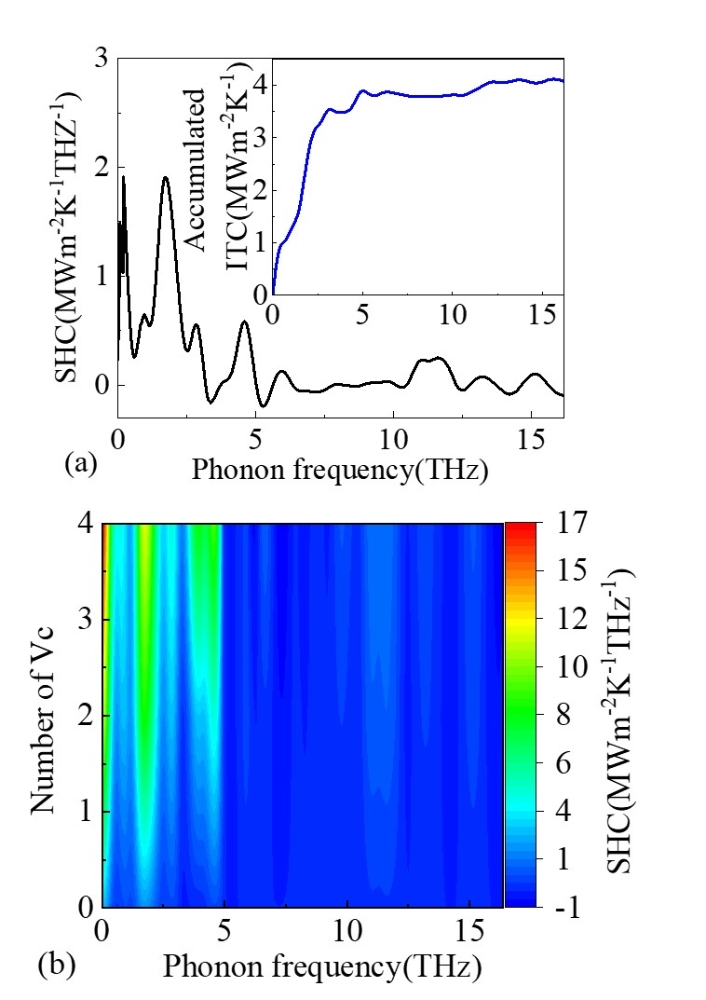 3
2
1
0
SHC(MWm⁻²K⁻¹THZ⁻¹)
Accumulated
ITC(MWm⁻²K⁻¹)
4
3
2
1
0
0 5 10 15
0 5 10 15
(a)
Phonon frequency(THz)
4
3
2
1
0
Number of Vc
0 5 10 15
(b)
Phonon frequency(THz)
17
15
12
10
8
6
4
1
-1
SHC(MWm⁻²K⁻¹THz⁻¹)